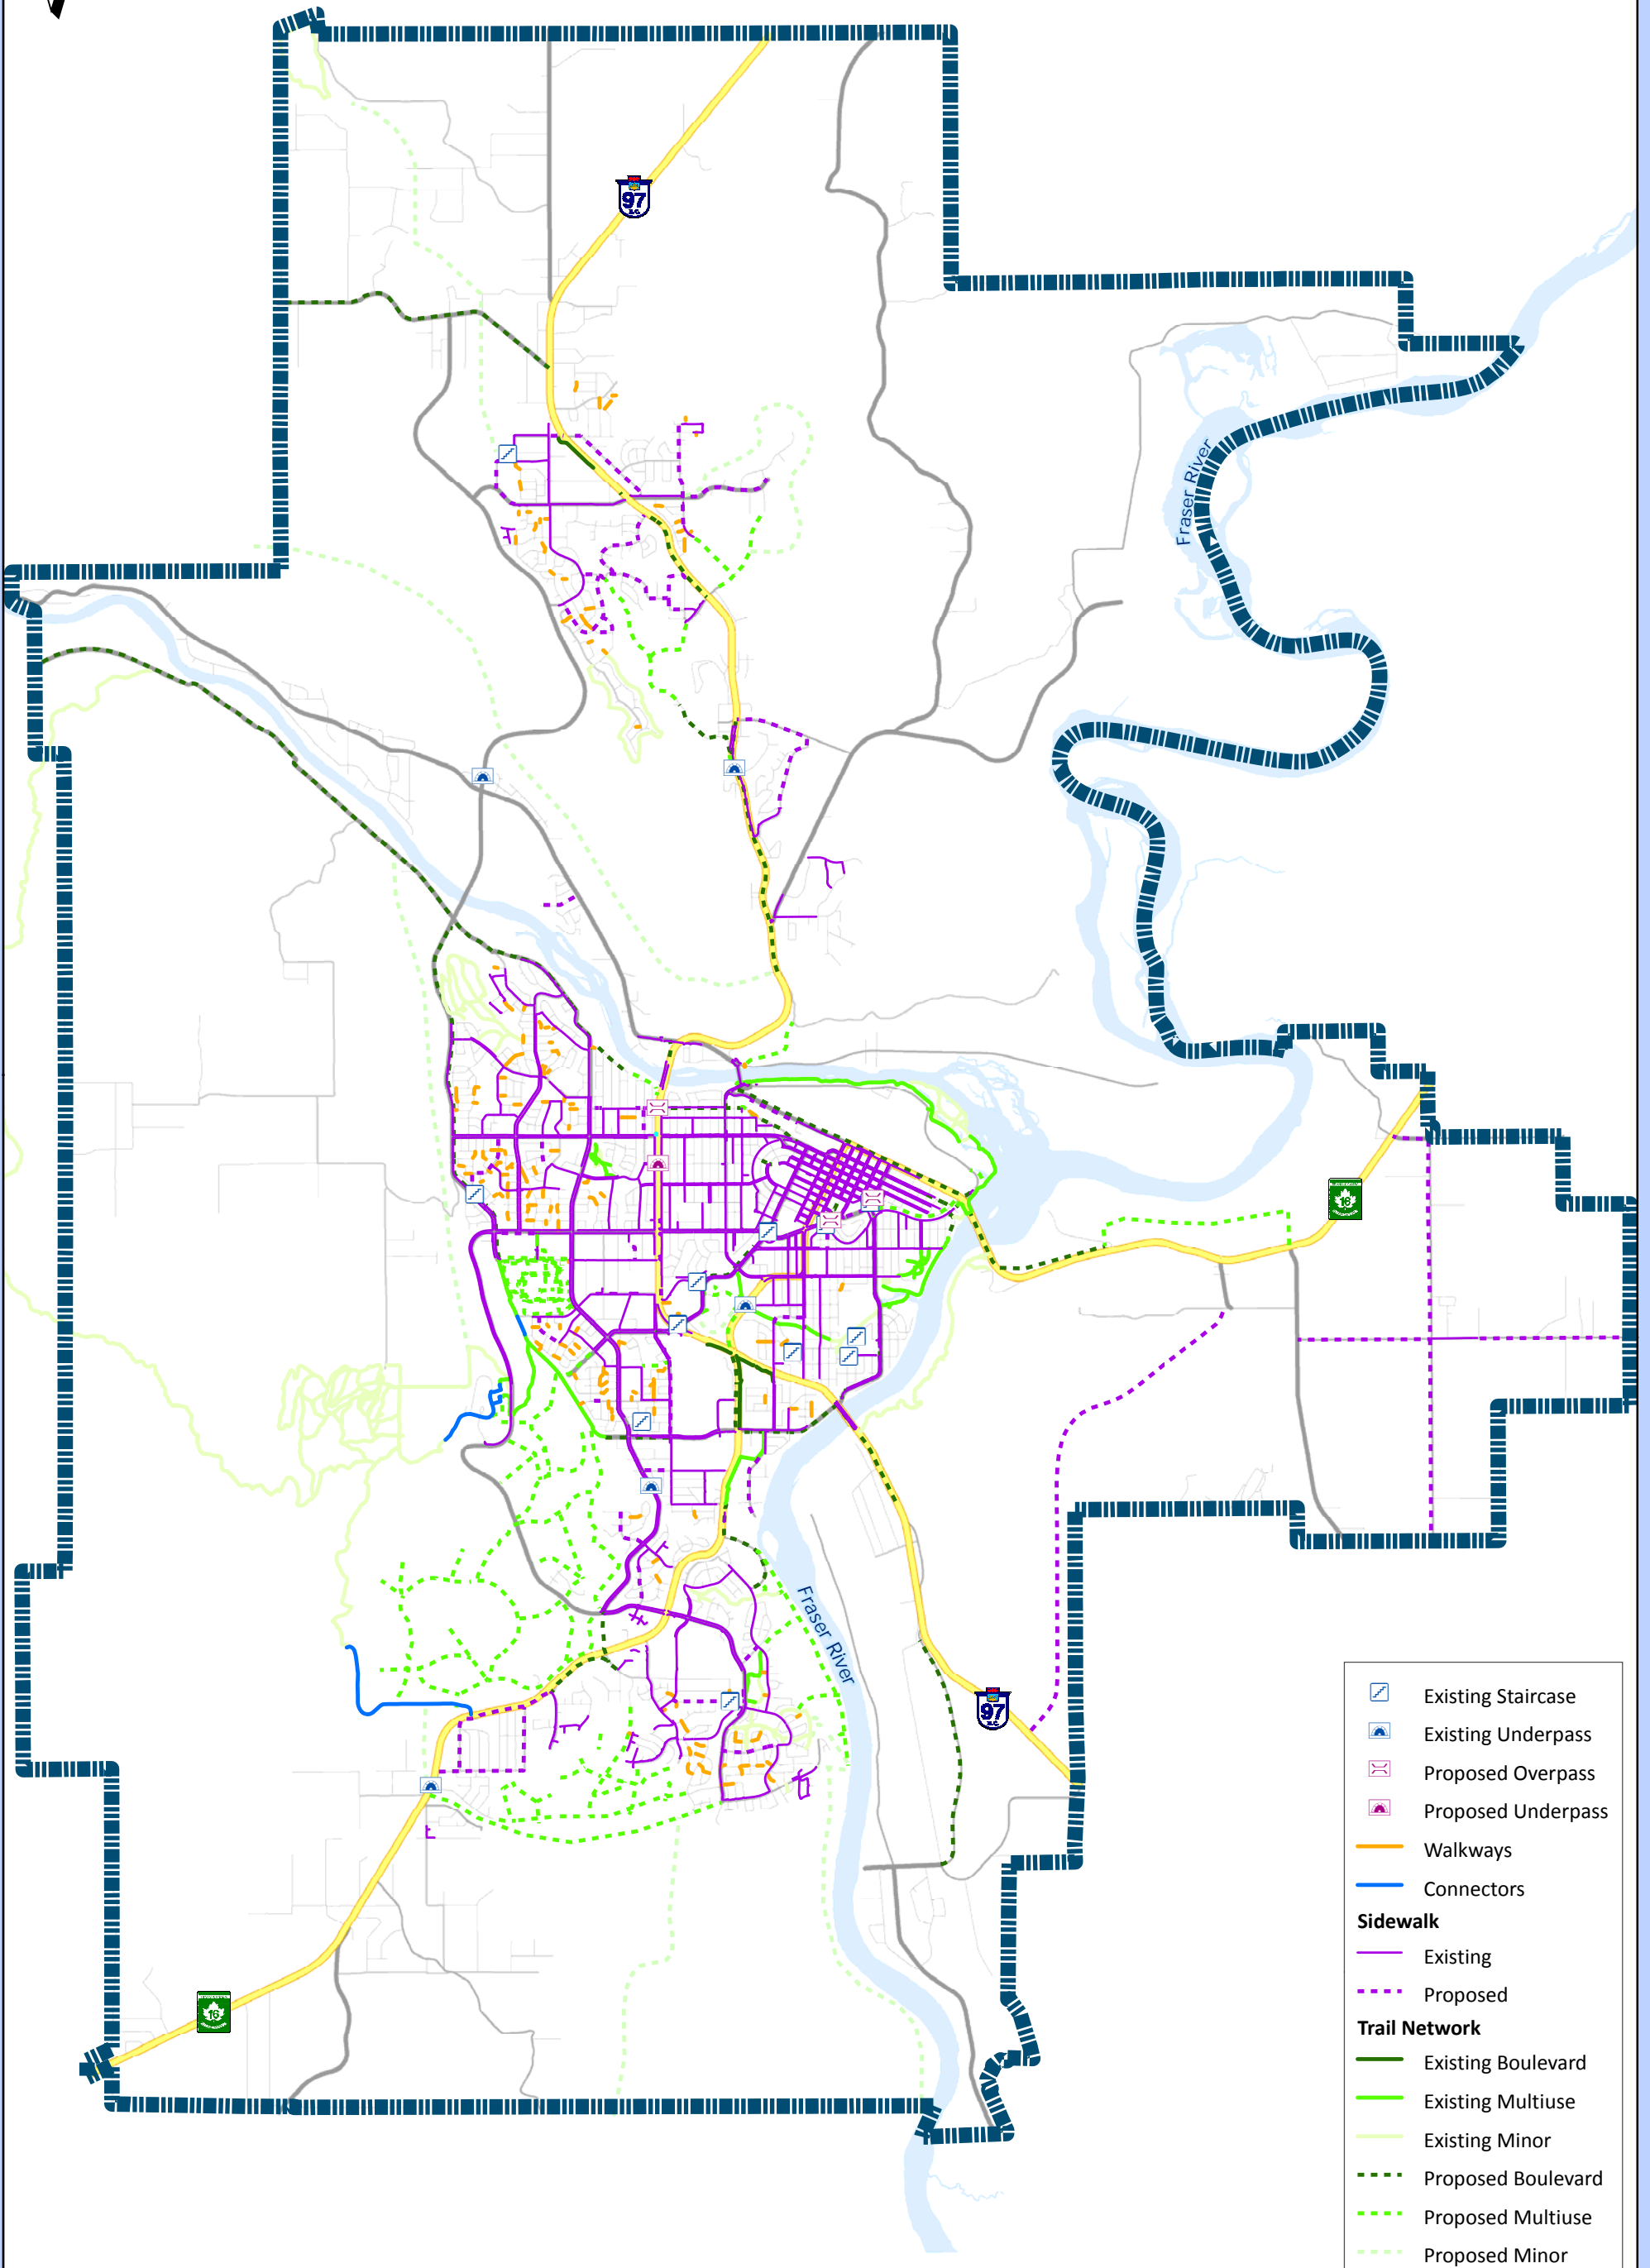 97
B.C.
Fraser River
16
Fraser River
97
B.C.
16
Existing Staircase
Existing Underpass
Proposed Overpass
Proposed Underpass
Walkways
Connectors
Sidewalk
Existing
Proposed
Trail Network
Existing Boulevard
Existing Multiuse
Existing Minor
Proposed Boulevard
Proposed Multiuse
Proposed Minor